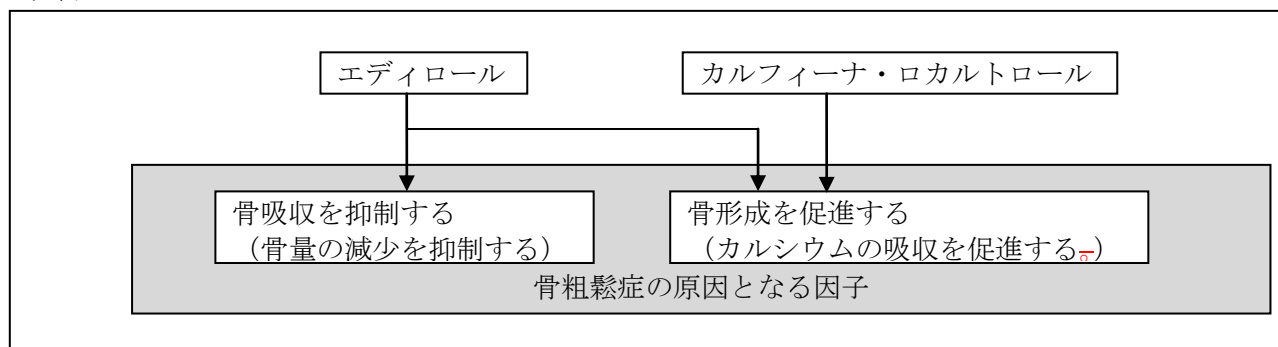 エディロール
カルフィーナ・ロカルトロール
骨吸収を抑制する
（骨量の減少を抑制する）
骨形成を促進する
（カルシウムの吸収を促進する。）
骨粗鬆症の原因となる因子